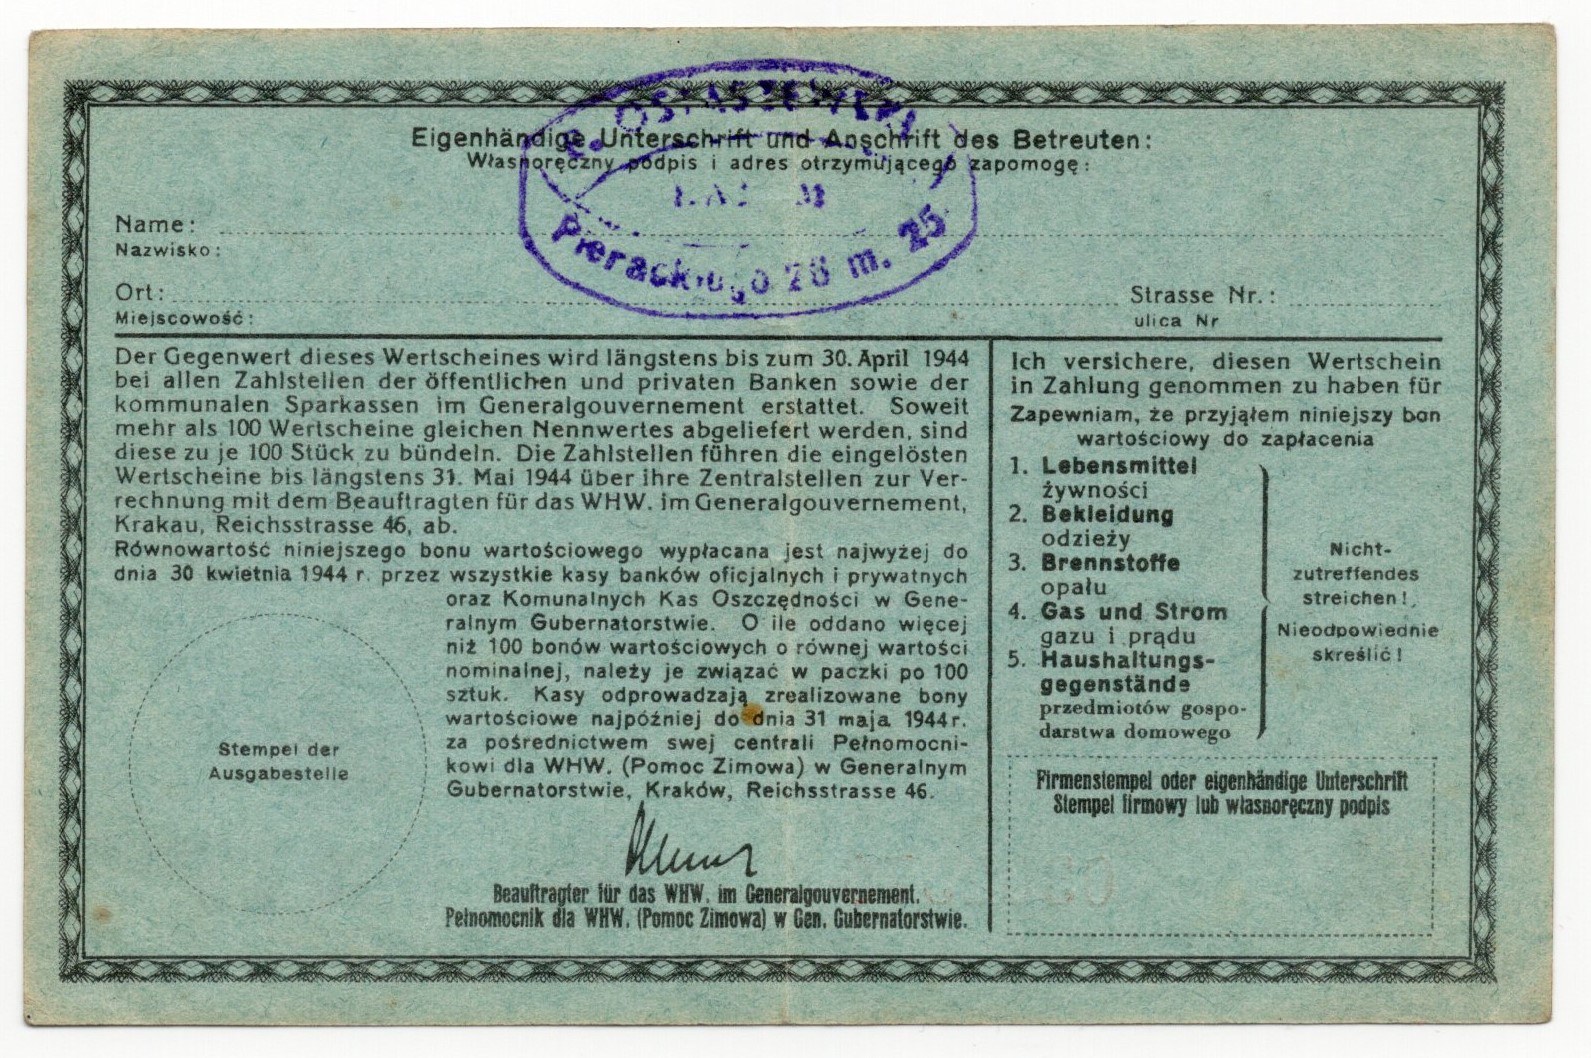 OSTASZEWSKI
Eigenhändige Unterschrift und Anschrift des Betreuten:
Własnoręczny podpis i adres otrzymującego zapomogę:
Name:
Nazwisko:
Pierackiego 28 m. 25
Ort:
Strasse Nr.:
Miejscowość:
ulica Nr
Der Gegenwert dieses Wertscheines wird längstens bis zum 30. April 1944
bei allen Zahlstellen der öffentlichen und privaten Banken sowie der
kommunalen Sparkassen im Generalgouvernement erstattet. Soweit
mehr als 100 Wertscheine gleichen Nennwertes abgeliefert werden, sind
diese zu je 100 Stück zu bündeln. Die Zahlstellen führen die eingelösten
Wertscheine bis längstens 31. Mai 1944 über ihre Zentralstellen zur Ver-
rechnung mit dem Beauftragten für das WHW. im Generalgouvernement,
Krakau, Reichsstrasse 46, ab.
Równowartość niniejszego bonu wartościowego wypłacana jest najwyżej do
dnia 30 kwietnia 1944 r. przez wszystkie kasy banków oficjalnych i prywatnych
oraz Komunalnych Kas Oszczędności w Gene-
ralnym Gubernatorstwie. O ile oddano więcej
niż 100 bonów wartościowych o równej wartości
nominalnej, należy je związać w paczki po 100
sztuk. Kasy odprowadzają zrealizowane bony
wartościowe najpóźniej do dnia 31 maja 1944 r.
za pośrednictwem swej centrali Pełnomocni-
kowi dla WHW. (Pomoc Zimowa) w Generalnym
Gubernatorstwie, Kraków, Reichsstrasse 46.
Stempel der
Ausgabestelle
Beauftragter für das WHW. im Generalgouvernement.
Pełnomocnik dla WHW. (Pomoc Zimowa) w Gen. Gubernatorstwie.
Ich versichere, diesen Wertschein
in Zahlung genommen zu haben für
Zapewniam, że przyjąłem niniejszy bon
wartościowy do zapłacenia
1. Lebensmittel
żywności
2. Bekleidung
odzieży
3. Brennstoffe
opału
4. Gas und Strom
gazu i prądu
5. Haushaltungs-
gegenstände
przedmiotów gospo-
darstwa domowego
Nicht-
zutreffendes
streichen!
Nieodpowiednie
skreślić!
Firmenstempel oder eigenhändige Unterschrift
Stempel firmowy lub własnoręczny podpis